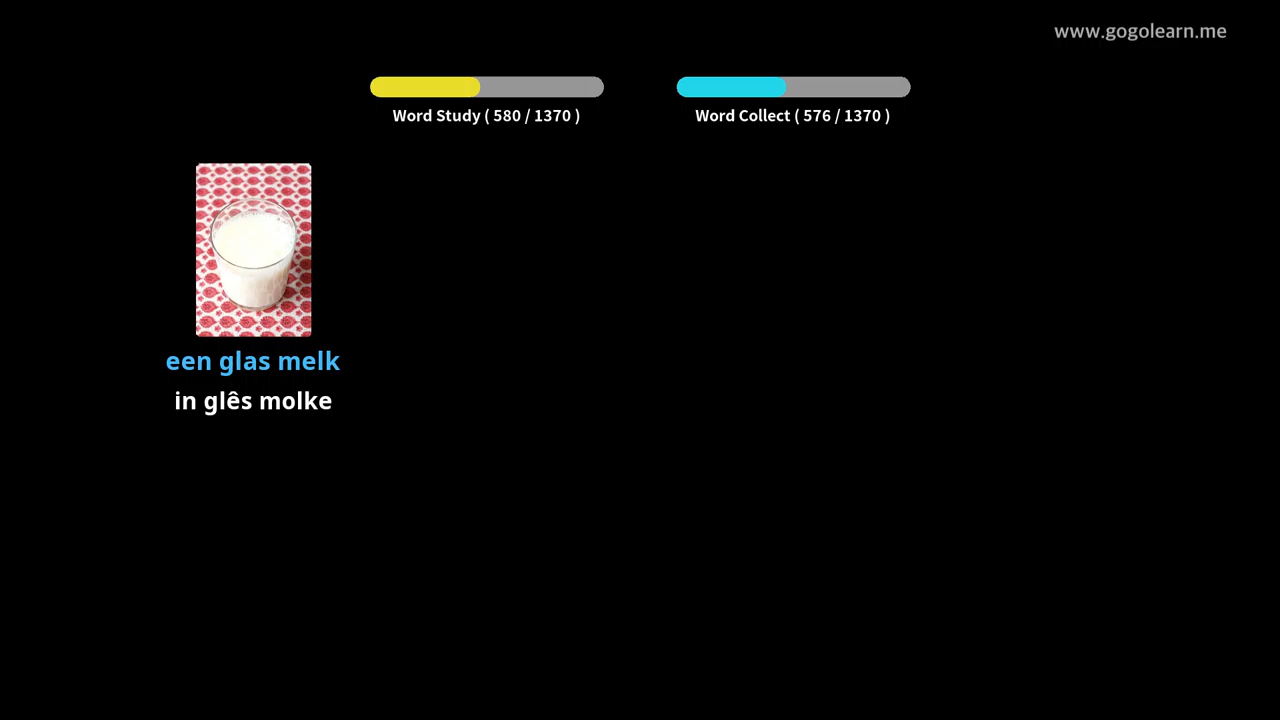 www.gogolearn.me
Word Study ( 580 / 1370 )
Word Collect ( 576 / 1370 )
een glas melk
in glês molke